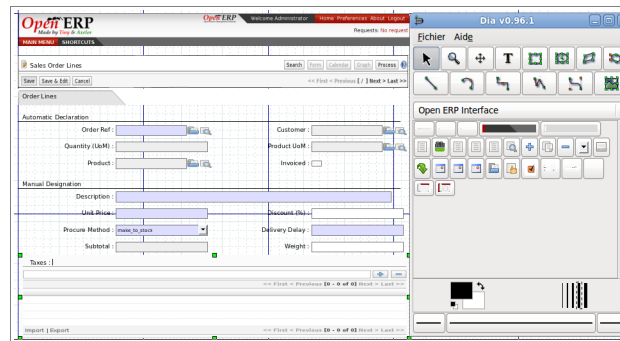 Open ERP
Made by Tiny & Axelor
Open ERP Welcome Administrator Home Preferences About Logout
Requests: No request
MAIN MENU SHORTCUTS
Sales Order Lines Search Form Calendar Graph Process
Save Save & Edit Cancel << First < Previous [ / ] Next > Last >>
Order Lines
Automatic Declaration
Order Ref : Customer :
Quantity (UoM) : Product UoM :
Product : Invoiced :
Manual Designation
Description :
Unit Price : Discount (%) :
Procure Method : make_to_stock Delivery Delay :
Subtotal : Weight :
Taxes :
<< First < Previous [0 - 0 of 0] Next > Last >>
Import | Export << First < Previous [0 - 0 of 0] Next > Last >>
Dia v0.96.1
Fichier Aide
T
Open ERP Interface